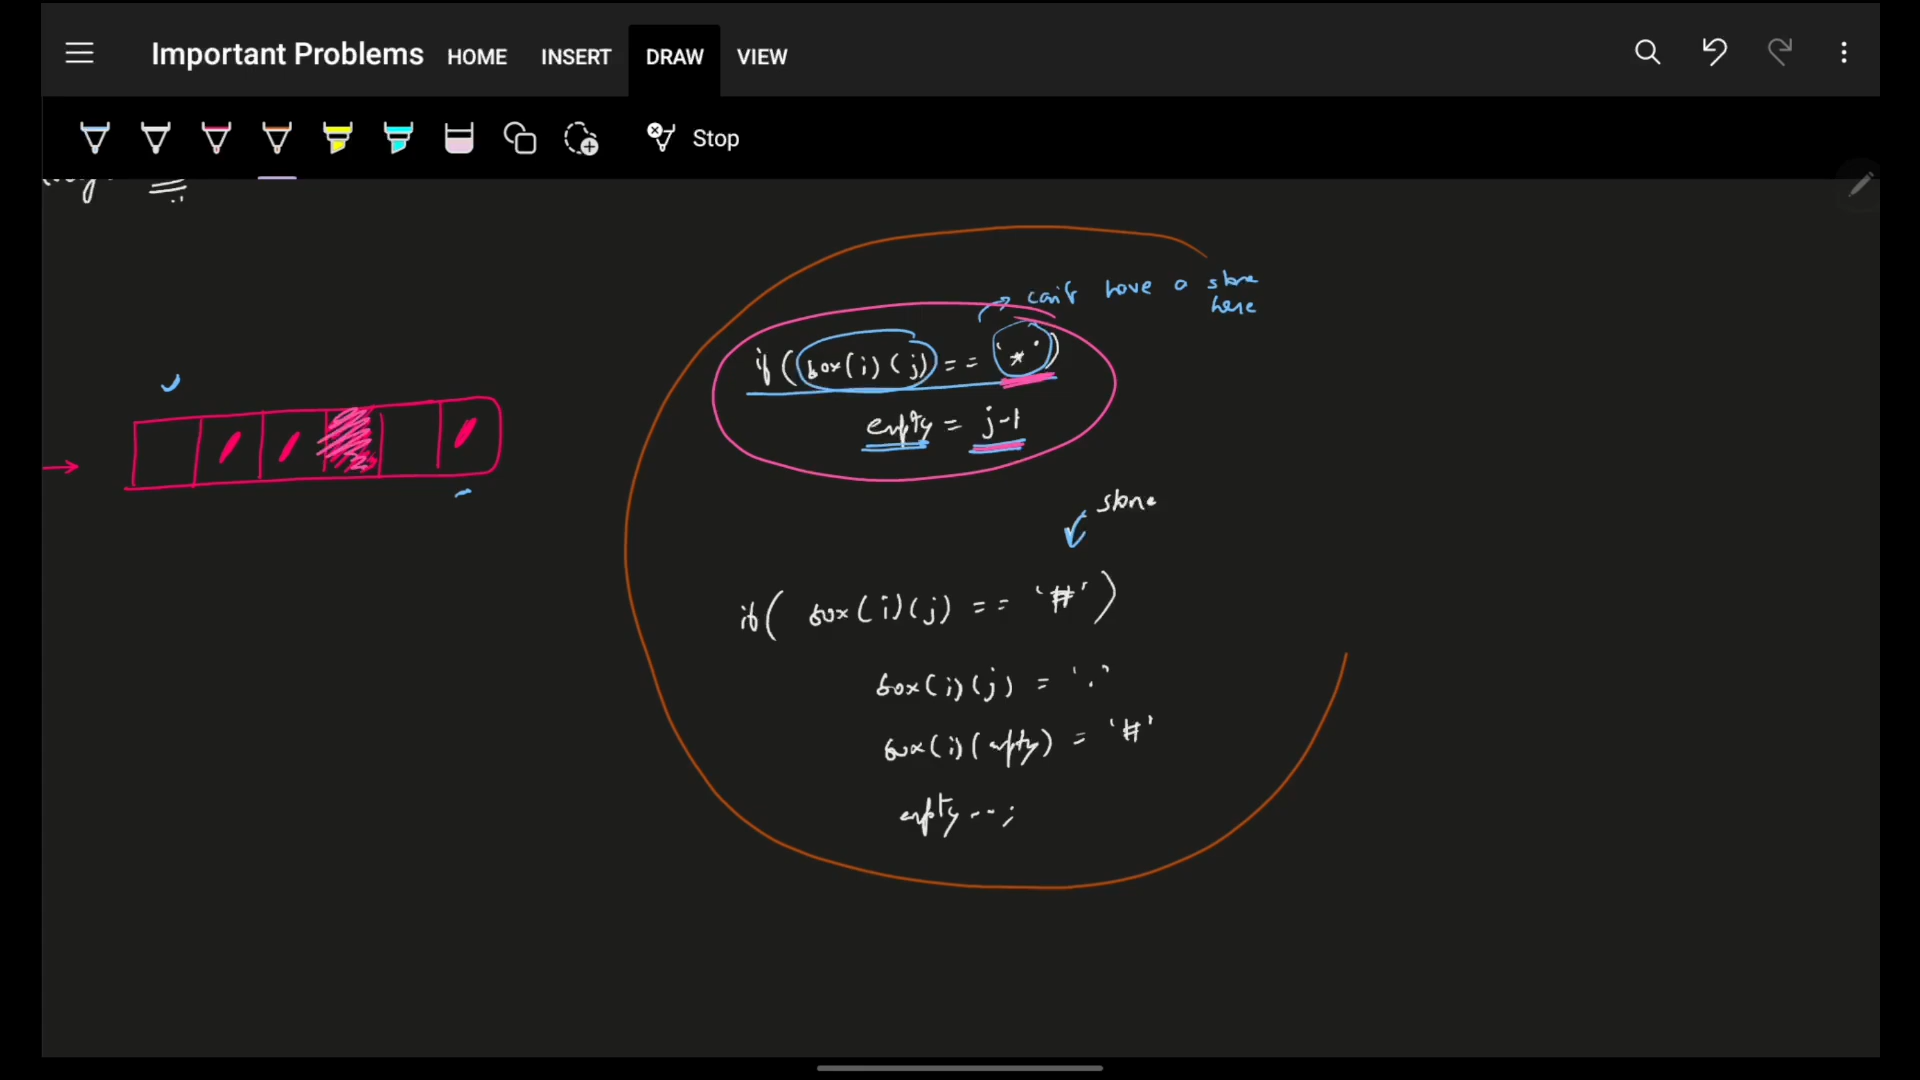 Important Problems HOME INSERT DRAW VIEW
Stop
can't have a stone
here
if (box(i)(j) == '*')
empty = j-1
stone
if( box(i)(j) == '#')
box(i)(j) = '.'
box(i)(empty) = '#'
empty--;